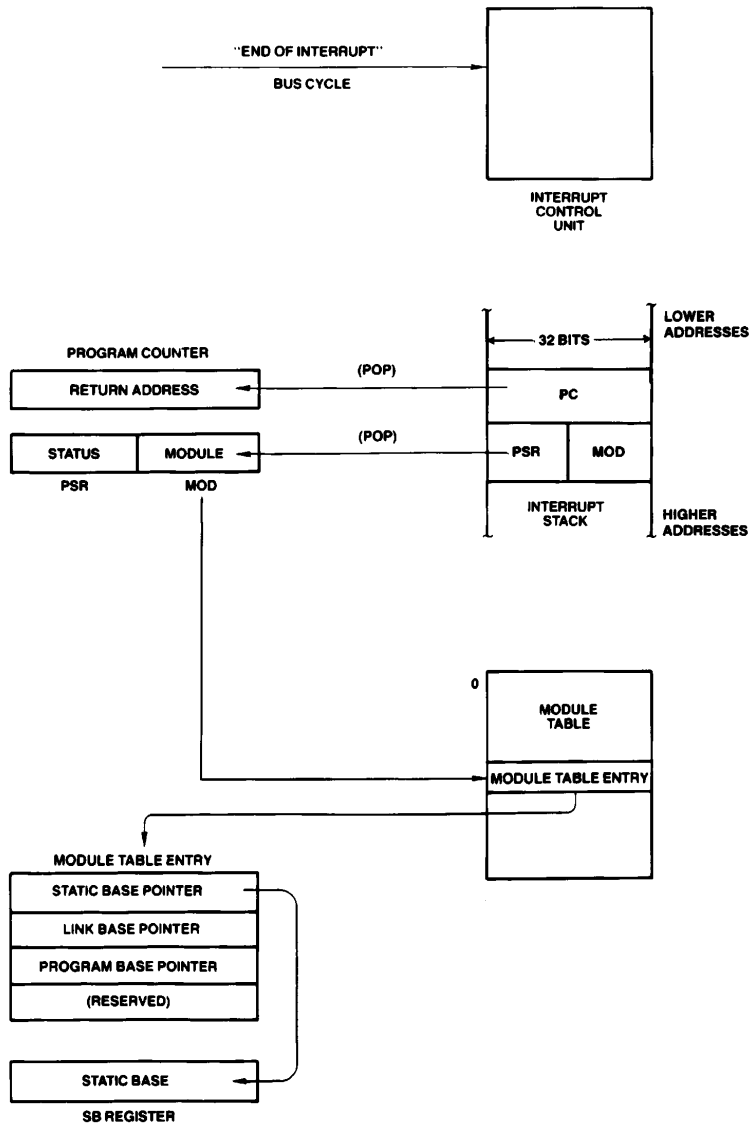 "END OF INTERRUPT"
BUS CYCLE
INTERRUPT
CONTROL
UNIT
LOWER
ADDRESSES
32 BITS
PROGRAM COUNTER
RETURN ADDRESS
(POP)
PC
STATUS
MODULE
(POP)
PSR
MOD
PSR
MOD
INTERRUPT
STACK
HIGHER
ADDRESSES
0
MODULE
TABLE
MODULE TABLE ENTRY
MODULE TABLE ENTRY
STATIC BASE POINTER
LINK BASE POINTER
PROGRAM BASE POINTER
(RESERVED)
STATIC BASE
SB REGISTER